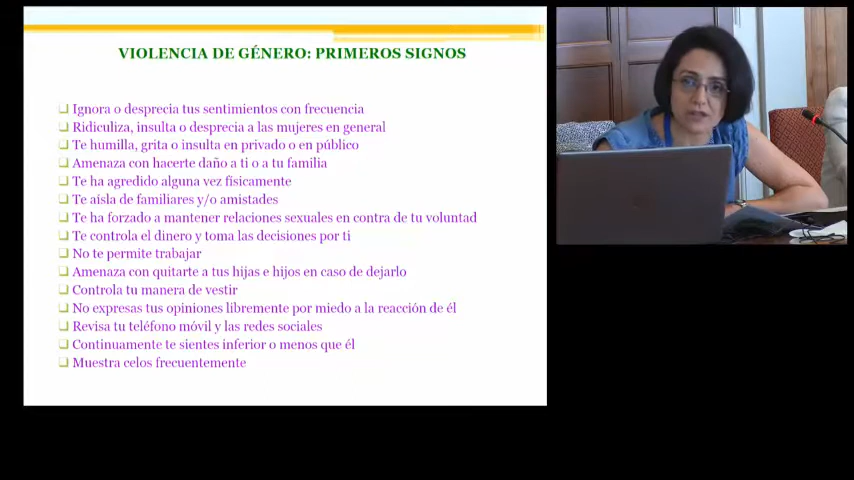 VIOLENCIA DE GÉNERO: PRIMEROS SIGNOS
Ignora o desprecia tus sentimientos con frecuencia
Ridiculiza, insulta o desprecia a las mujeres en general
Te humilla, grita o insulta en privado o en público
Amenaza con hacerte daño a ti o a tu familia
Te ha agredido alguna vez físicamente
Te aísla de familiares y/o amistades
Te ha forzado a mantener relaciones sexuales en contra de tu voluntad
Te controla el dinero y toma las decisiones por ti
No te permite trabajar
Amenaza con quitarte a tus hijas e hijos en caso de dejarlo
Controla tu manera de vestir
No expresas tus opiniones libremente por miedo a la reacción de él
Revisa tu teléfono móvil y las redes sociales
Continuamente te sientes inferior o menos que él
Muestra celos frecuentemente